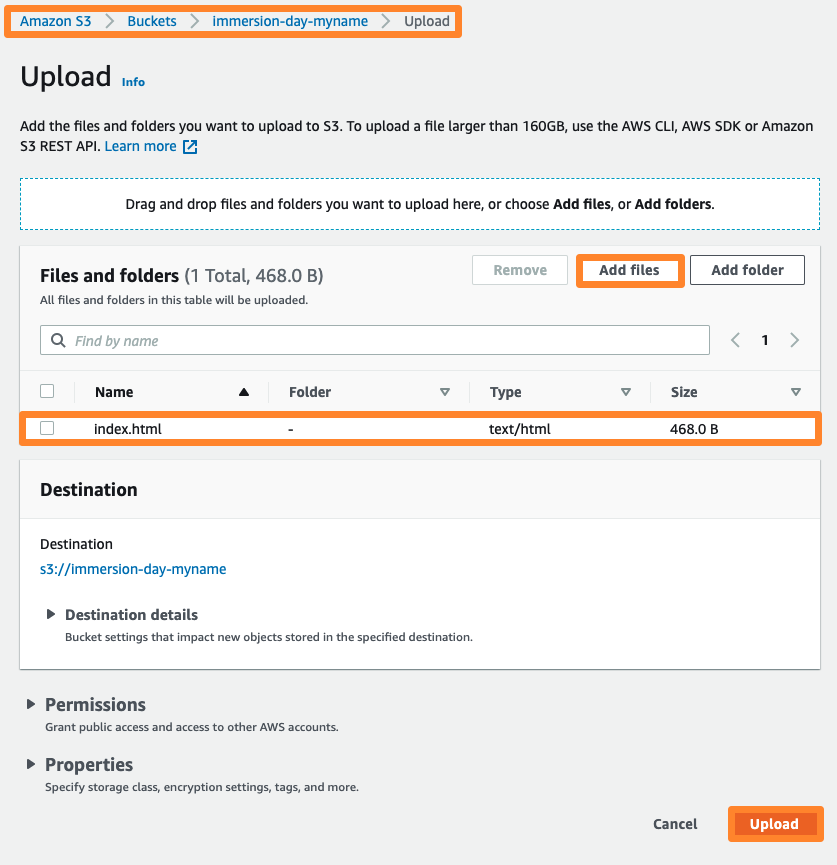 Amazon S3 > Buckets > immersion-day-myname > Upload
Upload Info
Add the files and folders you want to upload to S3. To upload a file larger than 160GB, use the AWS CLI, AWS SDK or Amazon
S3 REST API. Learn more
Drag and drop files and folders you want to upload here, or choose Add files, or Add folders.
Files and folders (1 Total, 468.0 B) Remove Add files Add folder
All files and folders in this table will be uploaded.
Find by name 1
Name Folder Type Size
index.html - text/html 468.0 B
Destination
Destination
s3://immersion-day-myname
Destination details
Bucket settings that impact new objects stored in the specified destination.
Permissions
Grant public access and access to other AWS accounts.
Properties
Specify storage class, encryption settings, tags, and more.
Cancel Upload